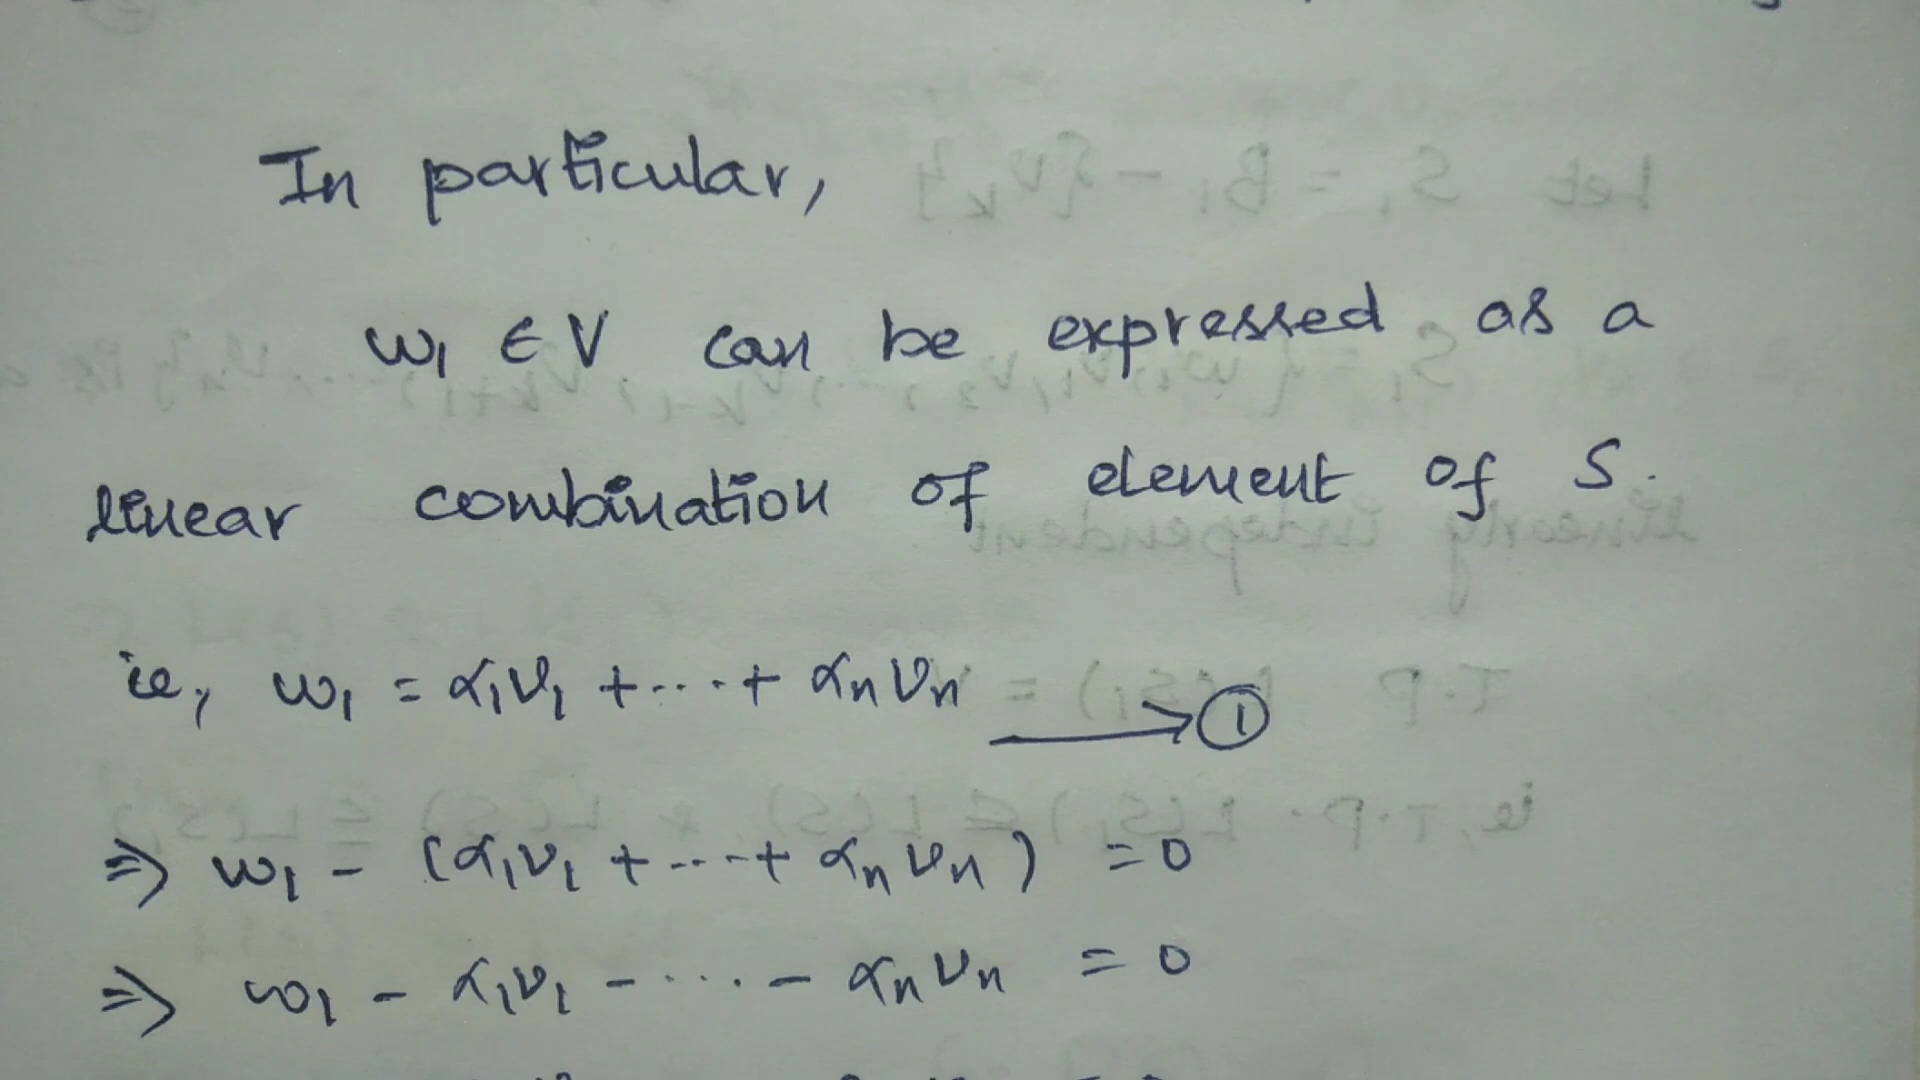 In particular,
w₁ ∈ V can be expressed as a
linear combination of element of S.
ie, w₁ = α₁v₁ + ... + αₙvₙ → ①
⇒ w₁ - (α₁v₁ + ... + αₙvₙ) = 0
⇒ w₁ - α₁v₁ - .... - αₙvₙ = 0